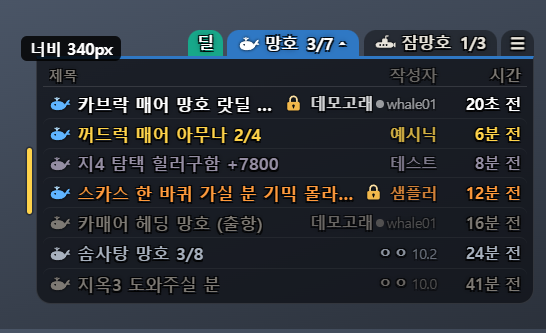 너비 340px
딜 망호 3/7 잠망호 1/3
제목 작성자 시간
카브락 매어 망호 랏딜 ... 데모고래●whale01 20초 전
꺼드럭 매어 아무나 2/4 예시닉 6분 전
지4 탐택 힐러구함 +7800 테스트 8분 전
스카스 한 바퀴 가실 분 기믹 몰라... 샘플러 12분 전
카매어 헤딩 망호 (출항) 데모고래●whale01 16분 전
솜사탕 망호 3/8 ㅇㅇ 10.2 24분 전
지옥3 도와주실 분 ㅇㅇ 10.0 41분 전